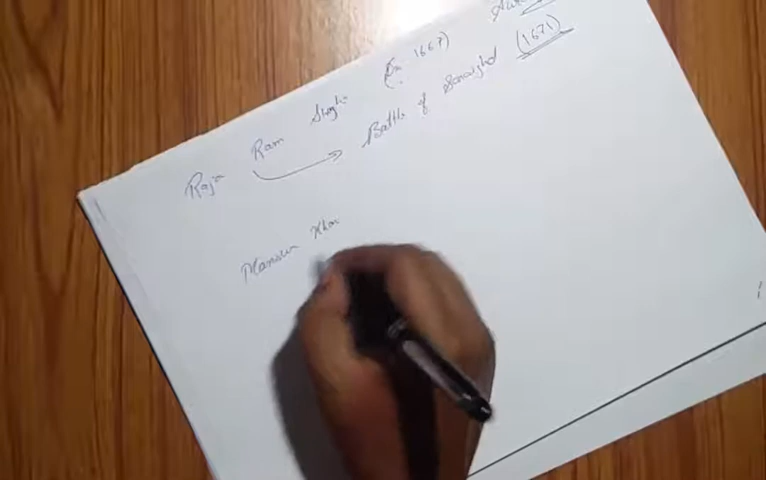 Raja Ram Singh (In 1667)
Battle of Saraighat (1671)
Mansur Khan